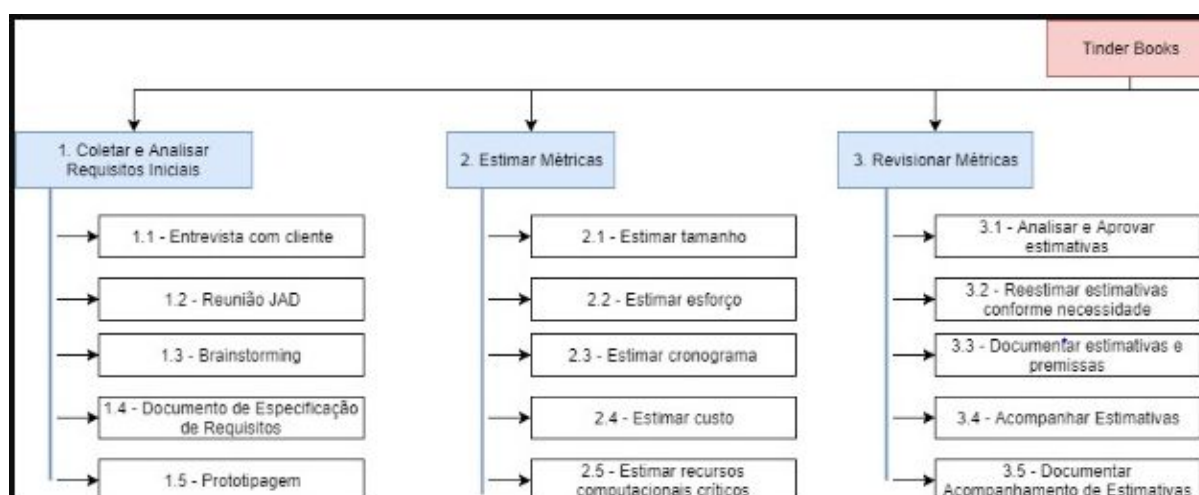 Tinder Books
1. Coletar e Analisar
Requisitos Iniciais
1.1 - Entrevista com cliente
1.2 - Reunião JAD
1.3 - Brainstorming
1.4 - Documento de Especificação
de Requisitos
1.5 - Prototipagem
2. Estimar Métricas
2.1 - Estimar tamanho
2.2 - Estimar esforço
2.3 - Estimar cronograma
2.4 - Estimar custo
2.5 - Estimar recursos
computacionais críticos
3. Revisionar Métricas
3.1 - Analisar e Aprovar
estimativas
3.2 - Reestimar estimativas
conforme necessidade
3.3 - Documentar estimativas e
premissas
3.4 - Acompanhar Estimativas
3.5 - Documentar
Acompanhamento de Estimativas